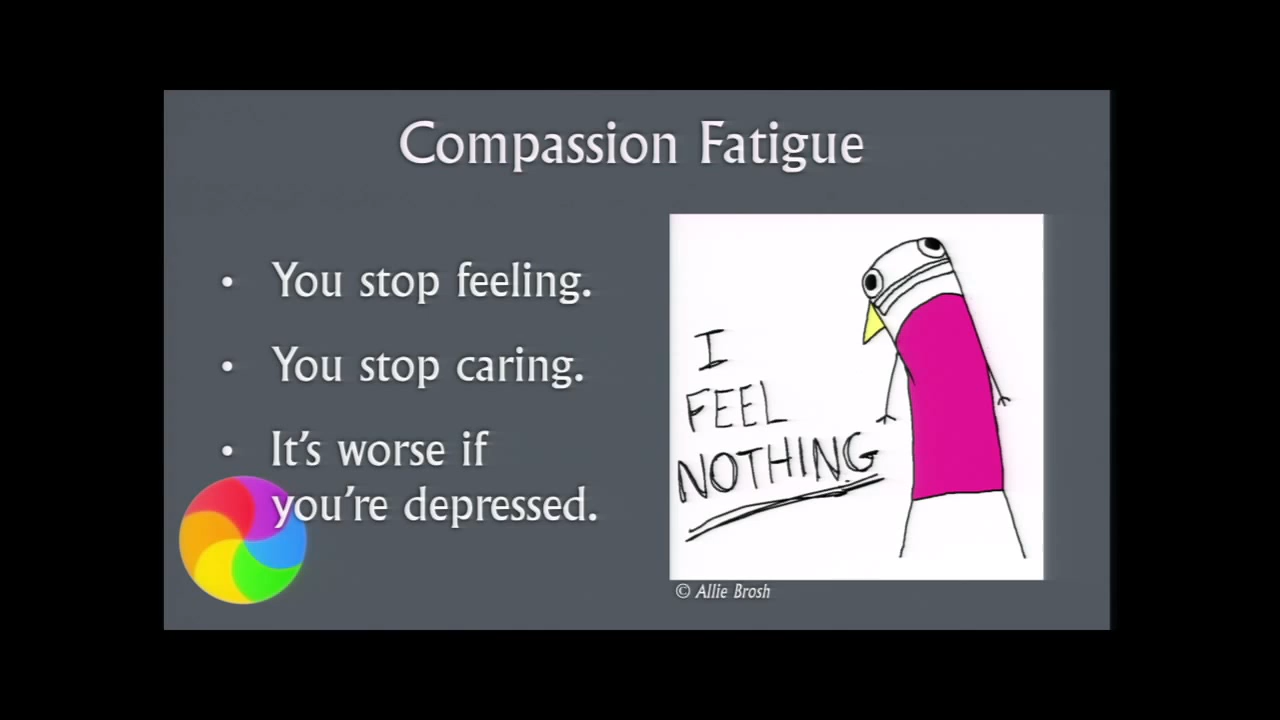 Compassion Fatigue
• You stop feeling.
• You stop caring.
• It's worse if
you're depressed.
I
FEEL
NOTHING
© Allie Brosh